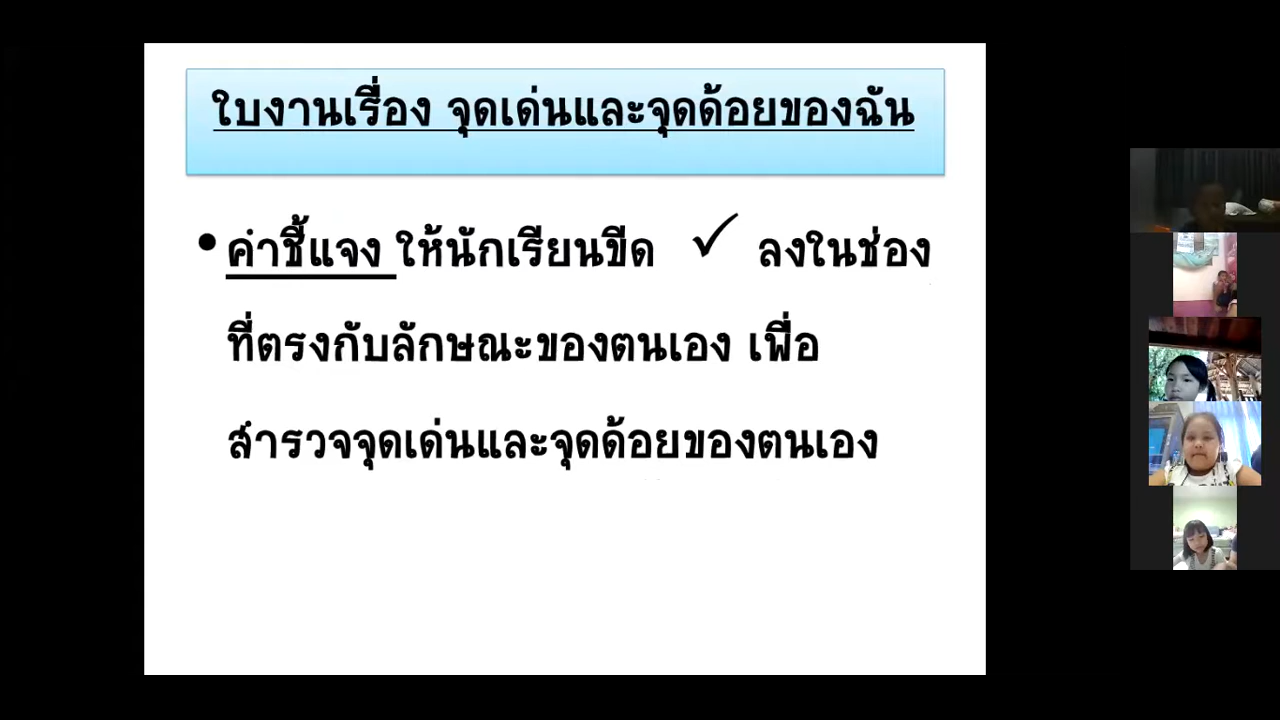 ใบงานเรื่อง จุดเด่นและจุดด้อยของฉัน
• คำชี้แจง ให้นักเรียนขีด ✓ ลงในช่อง
ที่ตรงกับลักษณะของตนเอง เพื่อ
สำรวจจุดเด่นและจุดด้อยของตนเอง